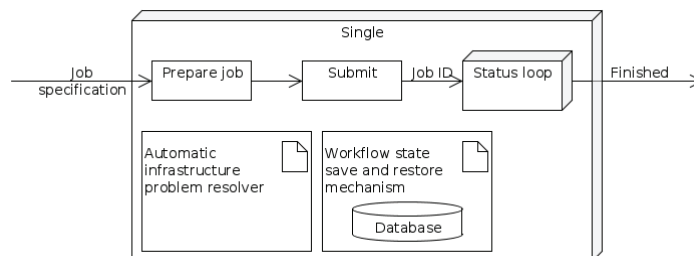 Single
Job
specification
Prepare job
Submit
Job ID
Status loop
Finished
Automatic
infrastructure
problem resolver
Workflow state
save and restore
mechanism
Database